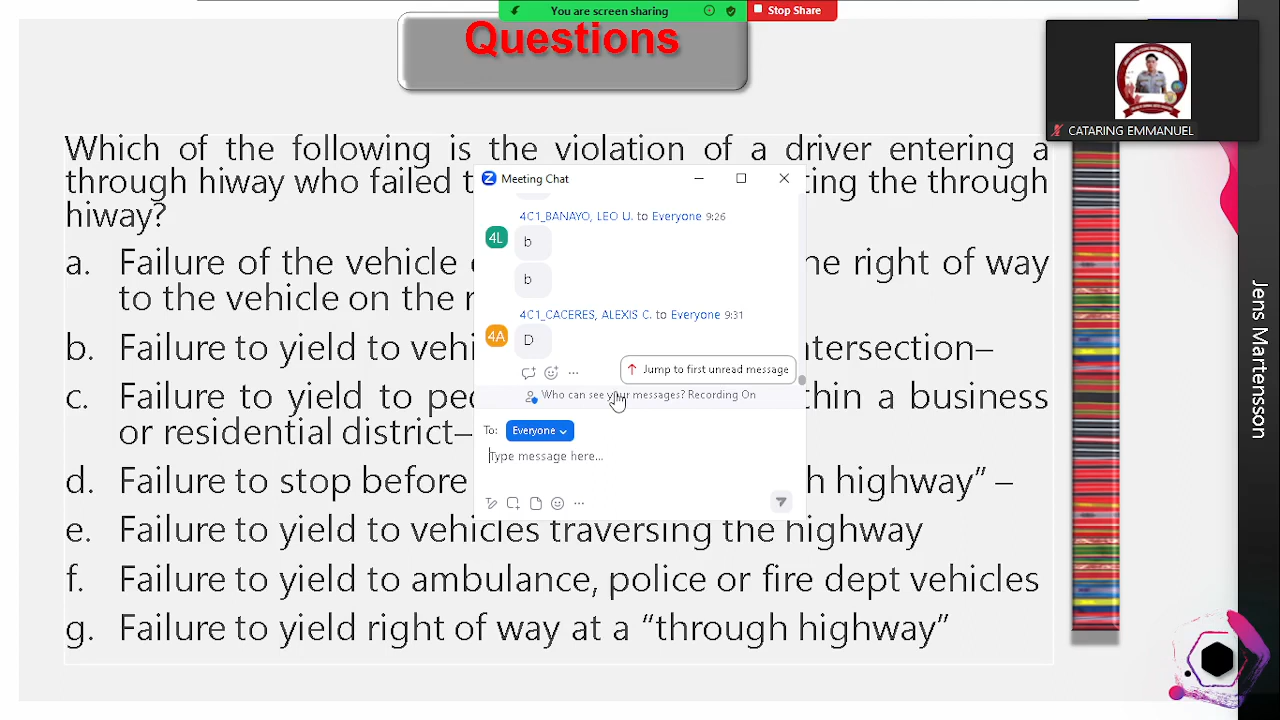 You are screen sharing
Stop Share
Questions
CATARING EMMANUEL
Which of the following is the violation of a driver entering a
through hiway who failed t ting the through
hiway?
a. Failure of the vehicle he right of way
to the vehicle on the r
b. Failure to yield to vehi ntersection–
c. Failure to yield to pe thin a business
or residential district–
d. Failure to stop before h highway” –
e. Failure to yield to vehicles traversing the highway
f. Failure to yield to ambulance, police or fire dept vehicles
g. Failure to yield right of way at a “through highway”
Meeting Chat
4C1_BANAYO, LEO U. to Everyone 9:26
4L
b
b
4C1_CACERES, ALEXIS C. to Everyone 9:31
4A
D
Jump to first unread message
Who can see your messages? Recording On
To: Everyone
Type message here...
Jens Martensson